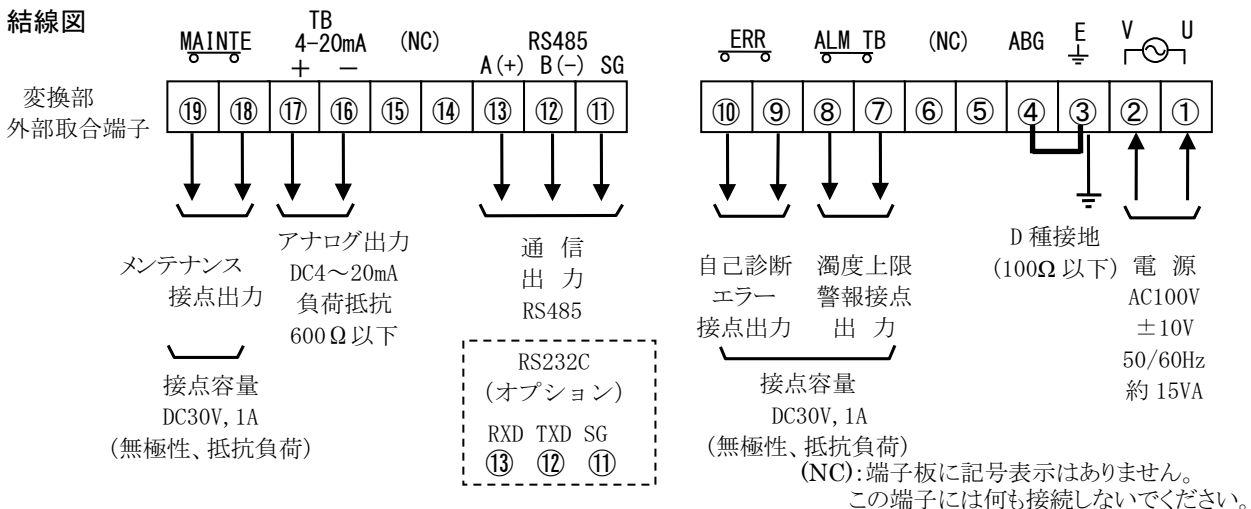 結線図
MAINTE
TB
4-20mA
+ −
(NC)
RS485
A(+) B(−) SG
ERR
ALM TB
(NC)
ABG
E
V U
変換部
外部取合端子
⑲ ⑱ ⑰ ⑯ ⑮ ⑭ ⑬ ⑫ ⑪
⑩ ⑨ ⑧ ⑦ ⑥ ⑤ ④ ③ ② ①
メンテナンス
接点出力
接点容量
DC30V, 1A
(無極性、抵抗負荷)
アナログ出力
DC4～20mA
負荷抵抗
600Ω以下
通 信
出 力
RS485
RS232C
(オプション)
RXD TXD SG
⑬ ⑫ ⑪
自己診断
エラー
接点出力
濁度上限
警報接点
出 力
接点容量
DC30V, 1A
(無極性、抵抗負荷)
D 種接地
(100Ω 以下)
電 源
AC100V
±10V
50/60Hz
約 15VA
(NC):端子板に記号表示はありません。
この端子には何も接続しないでください。